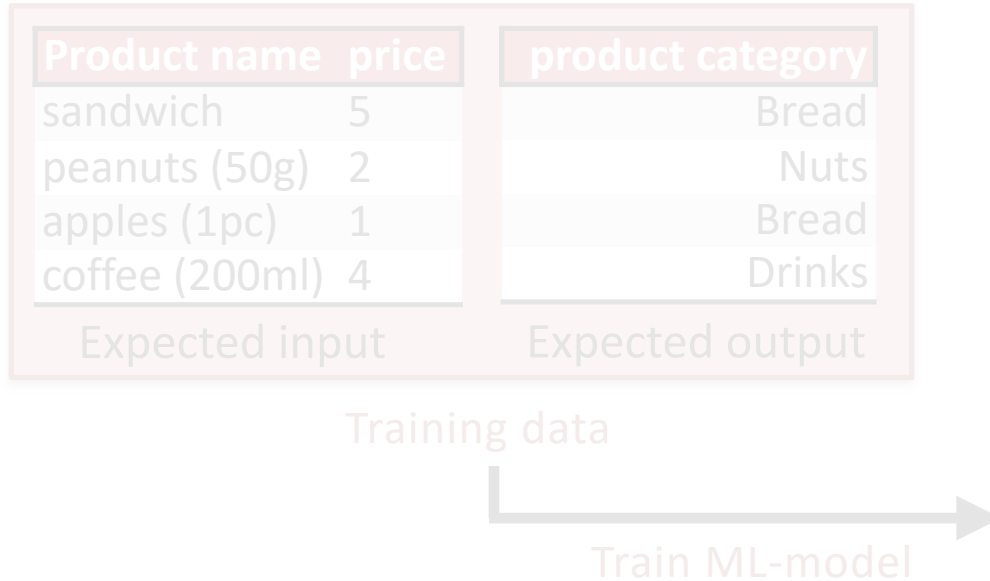 Product name price product category
sandwich 5 Bread
peanuts (50g) 2 Nuts
apples (1pc) 1 Bread
coffee (200ml) 4 Drinks
Expected input Expected output
Training data
Train ML-model